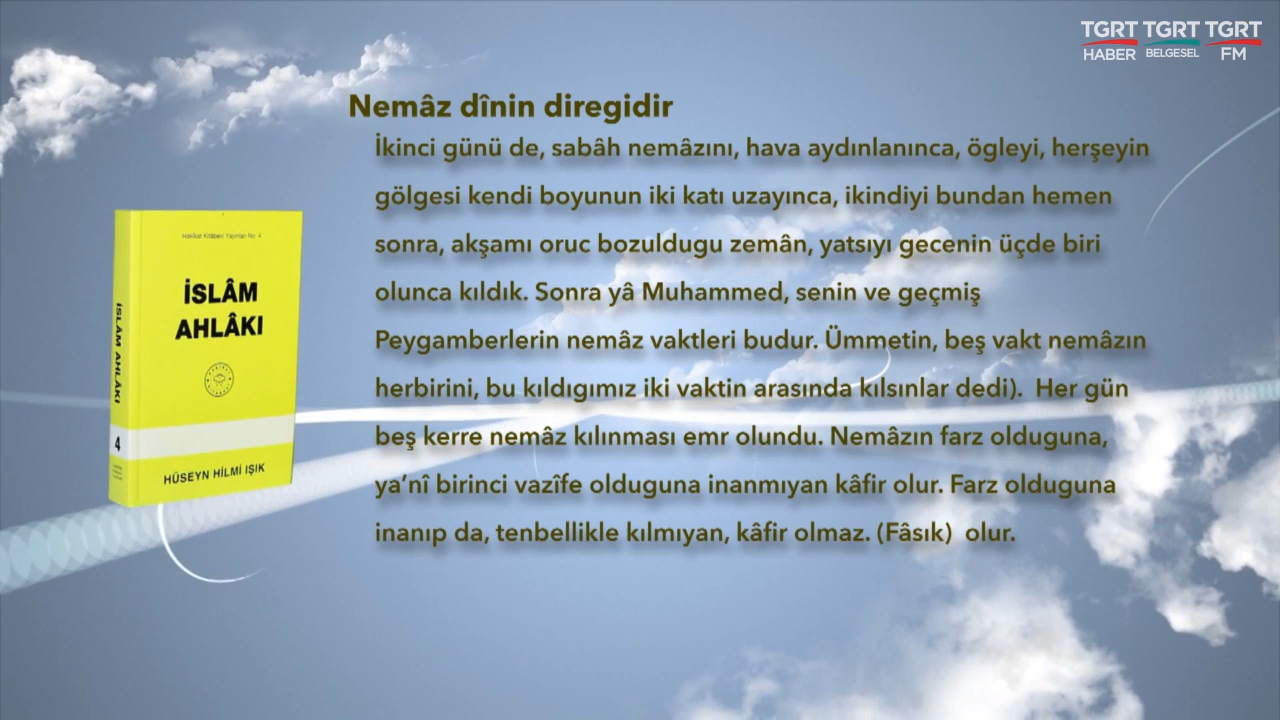 TGRT TGRT TGRT
HABER BELGESEL FM
Nemâz dînin diregidir
İkinci günü de, sabâh nemâzını, hava aydınlanınca, ögleyi, herşeyin
gölgesi kendi boyunun iki katı uzayınca, ikindiyi bundan hemen
sonra, akşamı oruc bozuldugu zemân, yatsıyı gecenin üçde biri
olunca kıldık. Sonra yâ Muhammed, senin ve geçmiş
Peygamberlerin nemâz vaktleri budur. Ümmetin, beş vakt nemâzın
herbirini, bu kıldıgımız iki vaktin arasında kılsınlar dedi). Her gün
beş kerre nemâz kılınması emr olundu. Nemâzın farz olduguna,
ya’nî birinci vazîfe olduguna inanmıyan kâfir olur. Farz olduguna
inanıp da, tenbellikle kılmıyan, kâfir olmaz. (Fâsık) olur.
Hakîkat Kitâbevi Yayınları No: 4
İSLÂM
AHLÂKI
HÜSEYN HİLMİ IŞIK
İSLÂM AHLÂKI
4